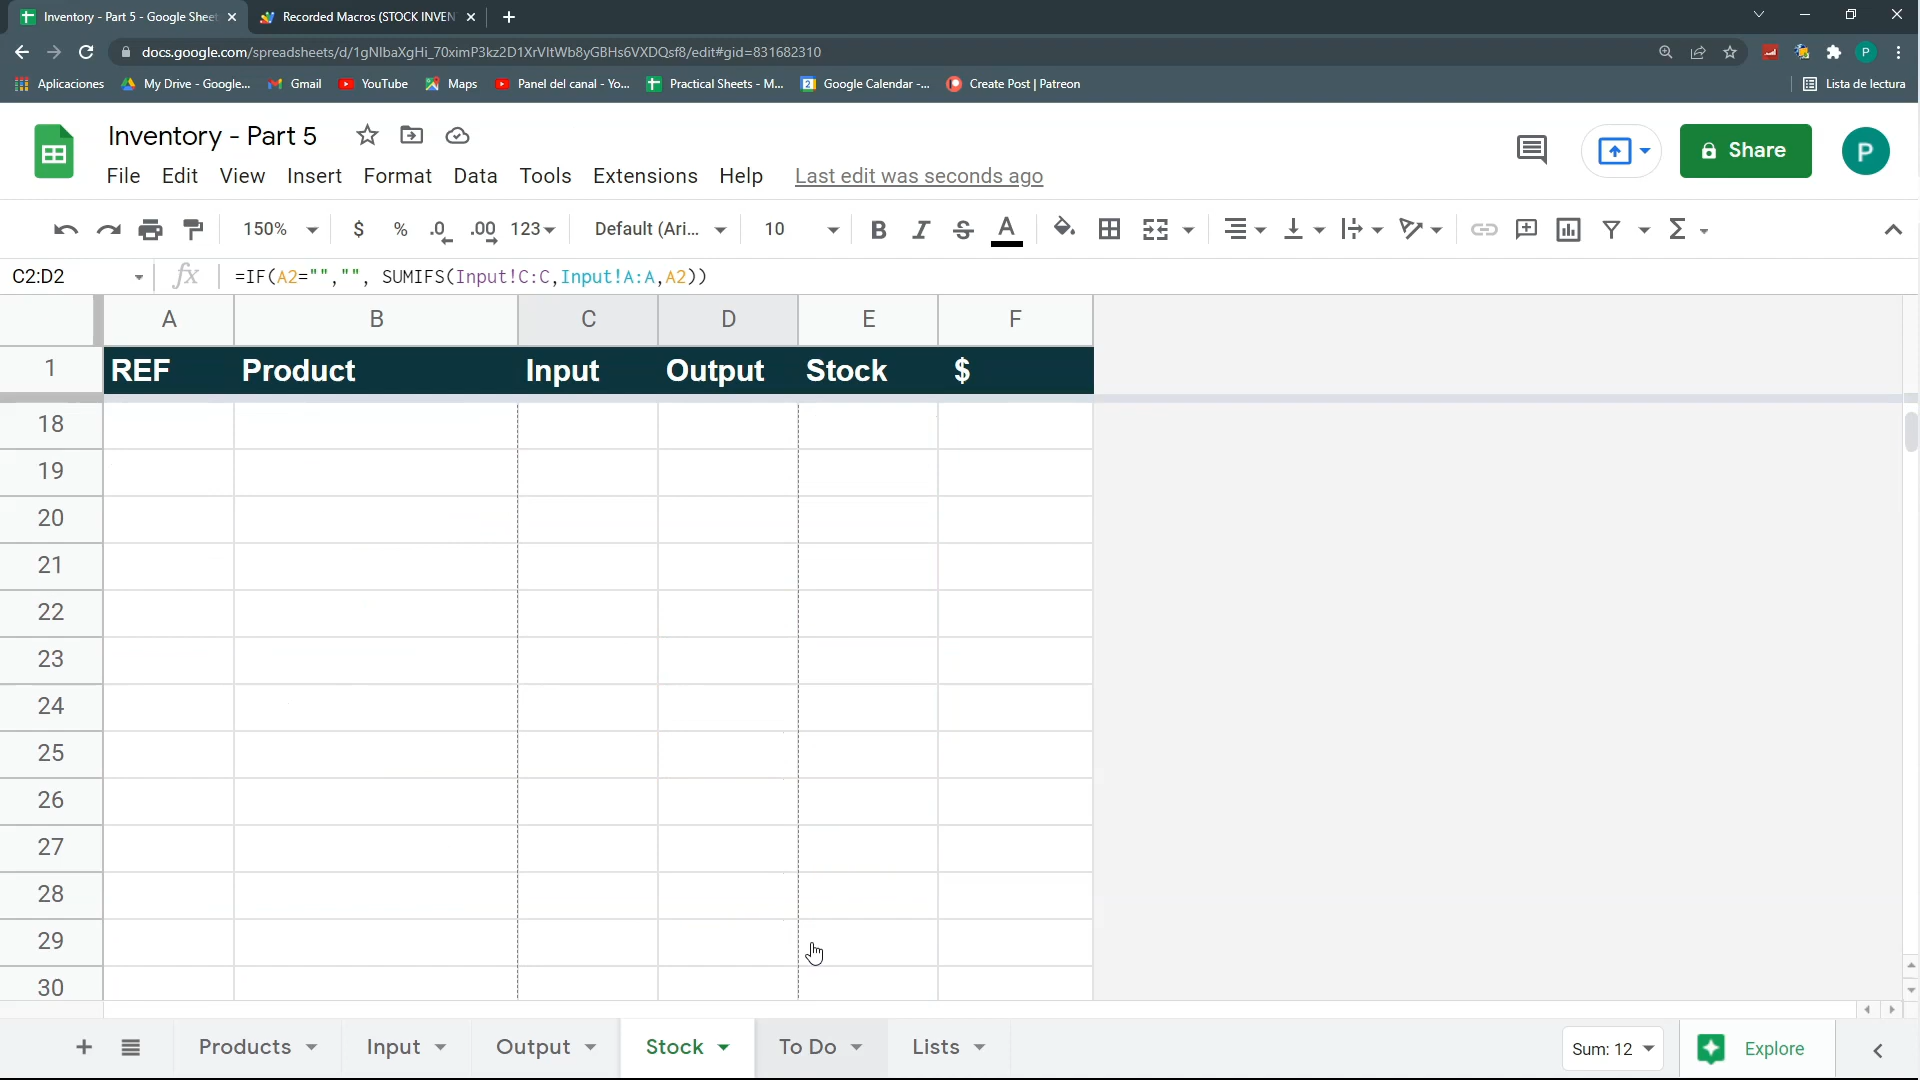 Inventory - Part 5 - Google Sheet
Recorded Macros (STOCK INVEN
docs.google.com/spreadsheets/d/1gNlbaXgHi_70ximP3kz2D1XrVltWb8yGBHs6VXDQsf8/edit#gid=831682310
P
Aplicaciones
My Drive - Google...
Gmail
YouTube
Maps
Panel del canal - Yo...
Practical Sheets - M...
Google Calendar -...
Create Post | Patreon
Lista de lectura
Inventory - Part 5
Share
P
File Edit View Insert Format Data Tools Extensions Help Last edit was seconds ago
150% $ % .0 .00 123 Default (Ari... 10 B I S A
C2:D2 fx =IF(A2="","", SUMIFS(Input!C:C,Input!A:A,A2))
A B C D E F
1 REF Product Input Output Stock $
18
19
20
21
22
23
24
25
26
27
28
29
30
Products Input Output Stock To Do Lists Sum: 12 Explore